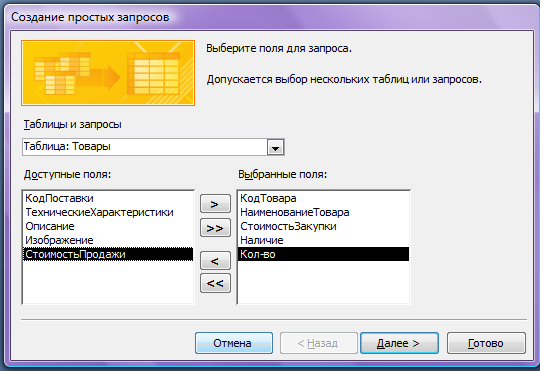 Создание простых запросов
Выберите поля для запроса.
Допускается выбор нескольких таблиц или запросов.
Таблицы и запросы
Таблица: Товары
Доступные поля:
КодПоставки
ТехническиеХарактеристики
Описание
Изображение
СтоимостьПродажи
>
>>
<
<<
Выбранные поля:
КодТовара
НаименованиеТовара
СтоимостьЗакупки
Наличие
Кол-во
Отмена
< Назад
Далее >
Готово